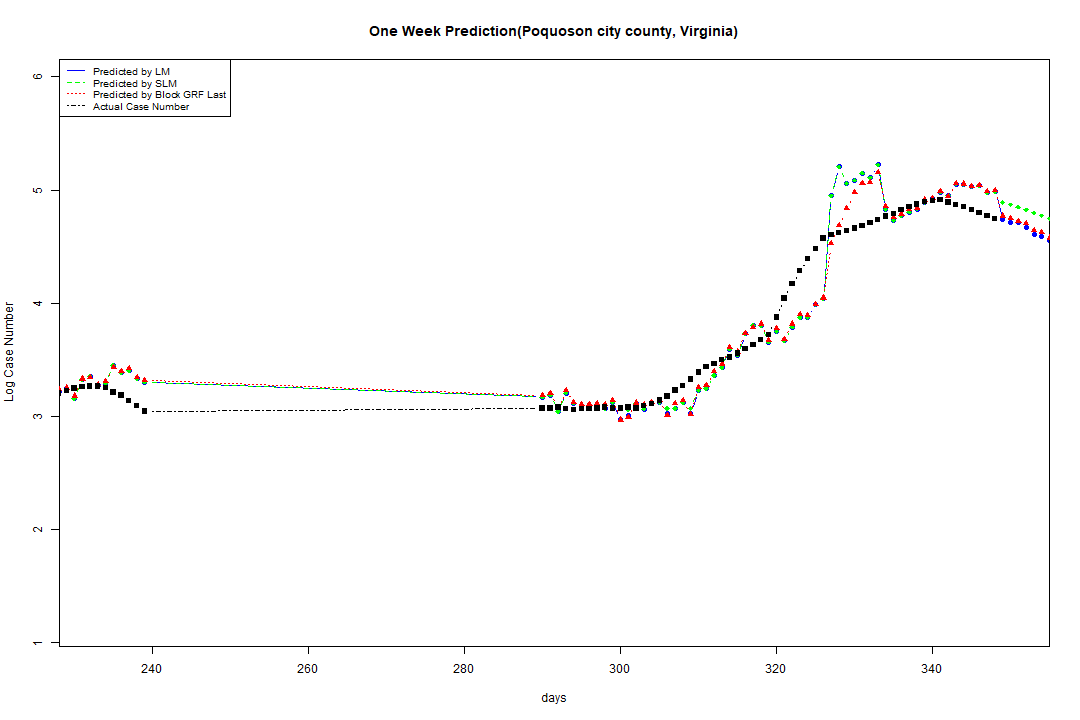 One Week Prediction(Poquoson city county, Virginia)
Predicted by LM
Predicted by SLM
Predicted by Block GRF Last
Actual Case Number
6
5
4
3
2
1
Log Case Number
240 260 280 300 320 340
days